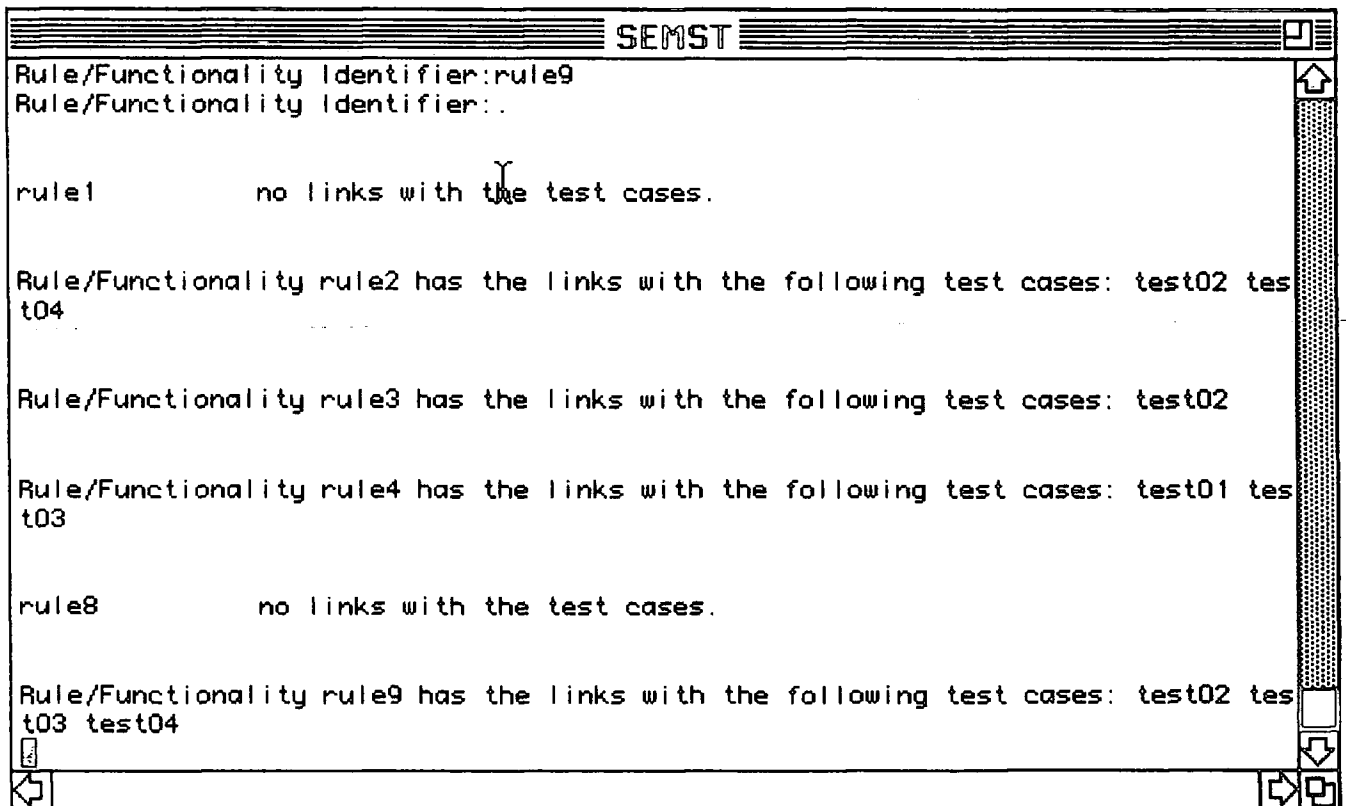 SEMST
Rule/Functionality Identifier:rule9
Rule/Functionality Identifier:.
rule1 no links with the test cases.
Rule/Functionality rule2 has the links with the following test cases: test02 tes
t04
Rule/Functionality rule3 has the links with the following test cases: test02
Rule/Functionality rule4 has the links with the following test cases: test01 tes
t03
rule8 no links with the test cases.
Rule/Functionality rule9 has the links with the following test cases: test02 tes
t03 test04